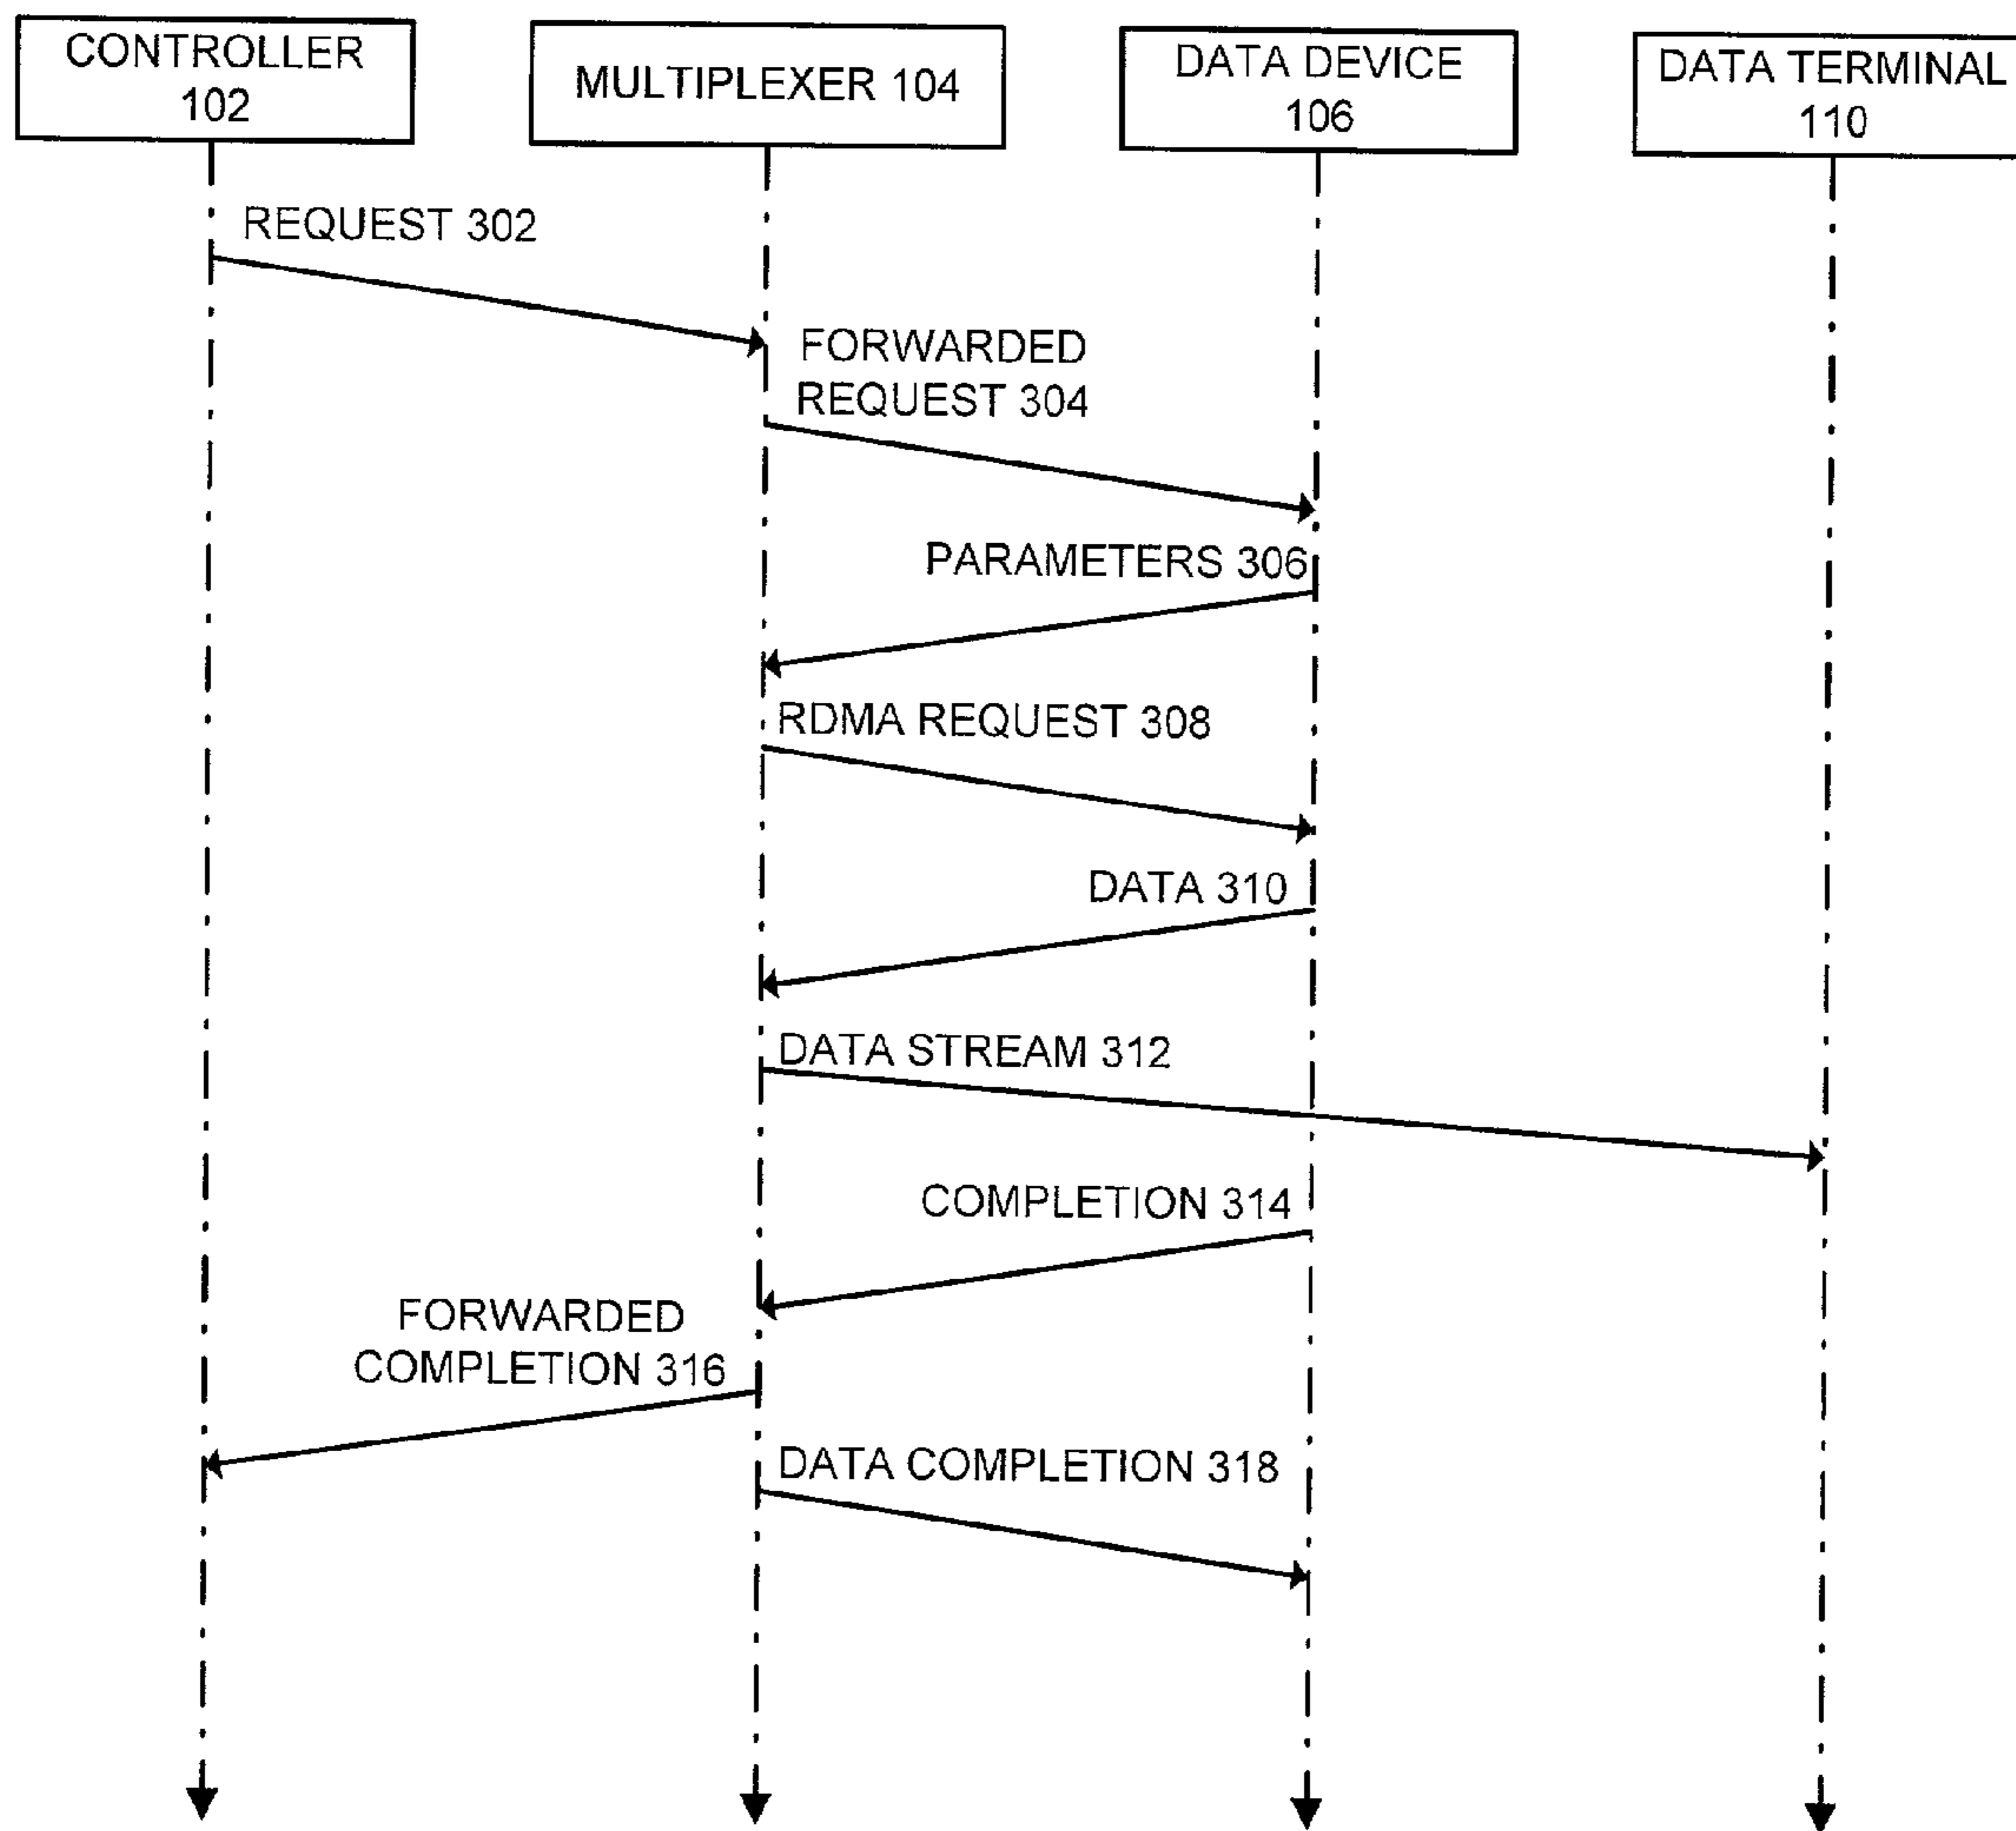 CONTROLLER
102
MULTIPLEXER 104
DATA DEVICE
106
DATA TERMINAL
110
REQUEST 302
FORWARDED
REQUEST 304
PARAMETERS 306
RDMA REQUEST 308
DATA 310
DATA STREAM 312
COMPLETION 314
FORWARDED
COMPLETION 316
DATA COMPLETION 318